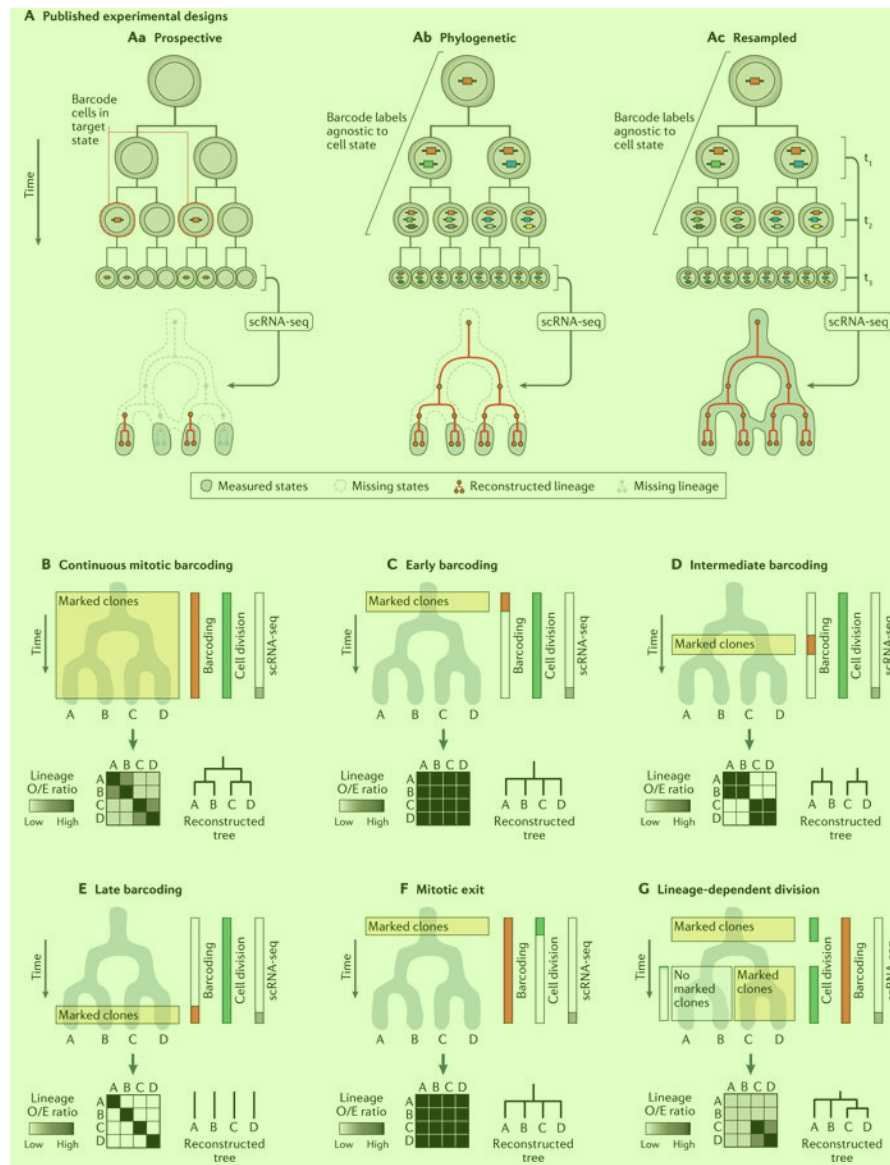 A Published experimental designs
Aa Prospective
Ab Phylogenetic
Ac Resampled
Barcode
cells in
target
state
Barcode labels
agnostic to
cell state
Barcode labels
agnostic to
cell state
Time
t1
t2
t3
scRNA-seq
scRNA-seq
scRNA-seq
Measured states
Missing states
Reconstructed lineage
Missing lineage
B Continuous mitotic barcoding
Marked clones
Time
Barcoding
Cell division
scRNA-seq
A B C D
Lineage
O/E ratio
Low High
A B C D
A
B
C
D
A B C D
Reconstructed
tree
C Early barcoding
Marked clones
Time
Barcoding
Cell division
scRNA-seq
A B C D
Lineage
O/E ratio
Low High
A B C D
A
B
C
D
A B C D
Reconstructed
tree
D Intermediate barcoding
Marked clones
Time
Barcoding
Cell division
scRNA-seq
A B C D
Lineage
O/E ratio
Low High
A B C D
A
B
C
D
A B C D
Reconstructed
tree
E Late barcoding
Marked clones
Time
Barcoding
Cell division
scRNA-seq
A B C D
Lineage
O/E ratio
Low High
A B C D
A
B
C
D
A B C D
Reconstructed
tree
F Mitotic exit
Marked clones
Time
Barcoding
Cell division
scRNA-seq
A B C D
Lineage
O/E ratio
Low High
A B C D
A
B
C
D
A B C D
Reconstructed
tree
G Lineage-dependent division
Marked clones
No
marked
clones
Marked
clones
Time
Cell division
Barcoding
scRNA-seq
A B C D
Lineage
O/E ratio
Low High
A B C D
A
B
C
D
A B C D
Reconstructed
tree